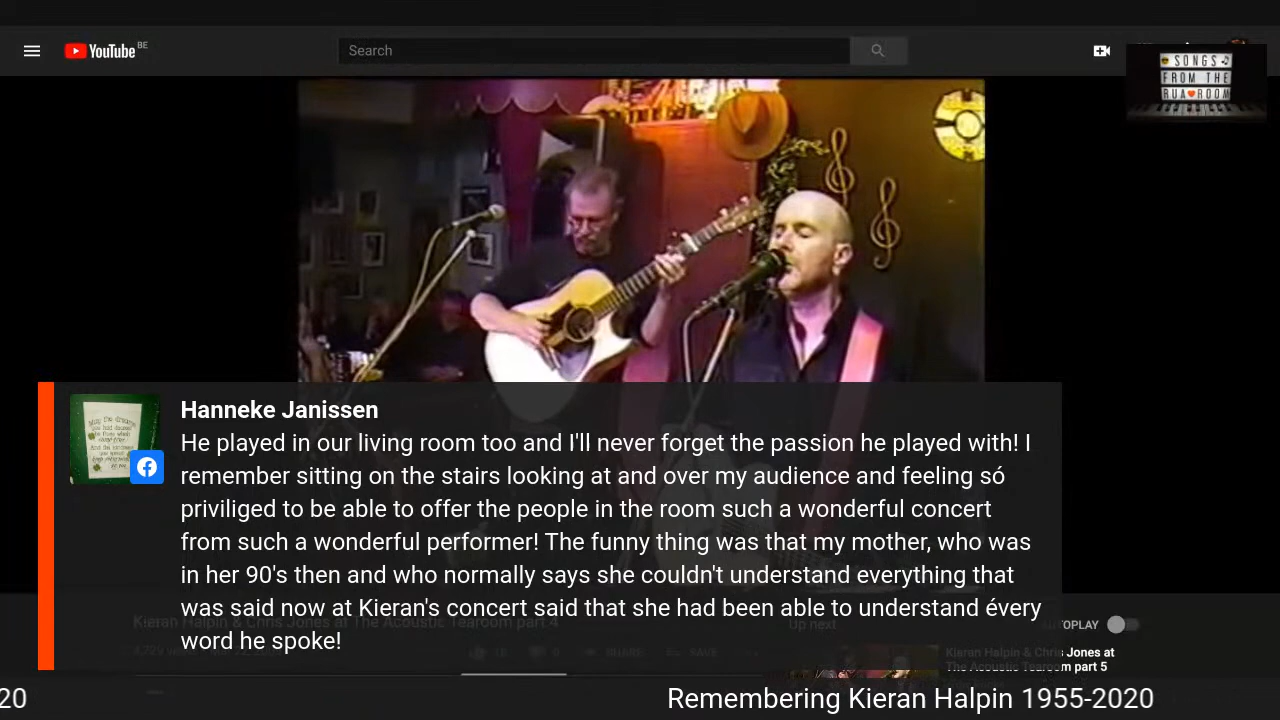 YouTube BE
Search
SONGS
FROM THE
RUA❤ROOM
Hanneke Janissen
He played in our living room too and I'll never forget the passion he played with! I
remember sitting on the stairs looking at and over my audience and feeling só
priviliged to be able to offer the people in the room such a wonderful concert
from such a wonderful performer! The funny thing was that my mother, who was
in her 90's then and who normally says she couldn't understand everything that
was said now at Kieran's concert said that she had been able to understand évery
word he spoke!
Kieran Halpin & Chris Jones at The Acoustic Tearoom part 4
SHARE
SAVE
Up next
TOPLAY
Kieran Halpin & Chris Jones at
The Acoustic Tearoom part 5
20
Remembering Kieran Halpin 1955-2020